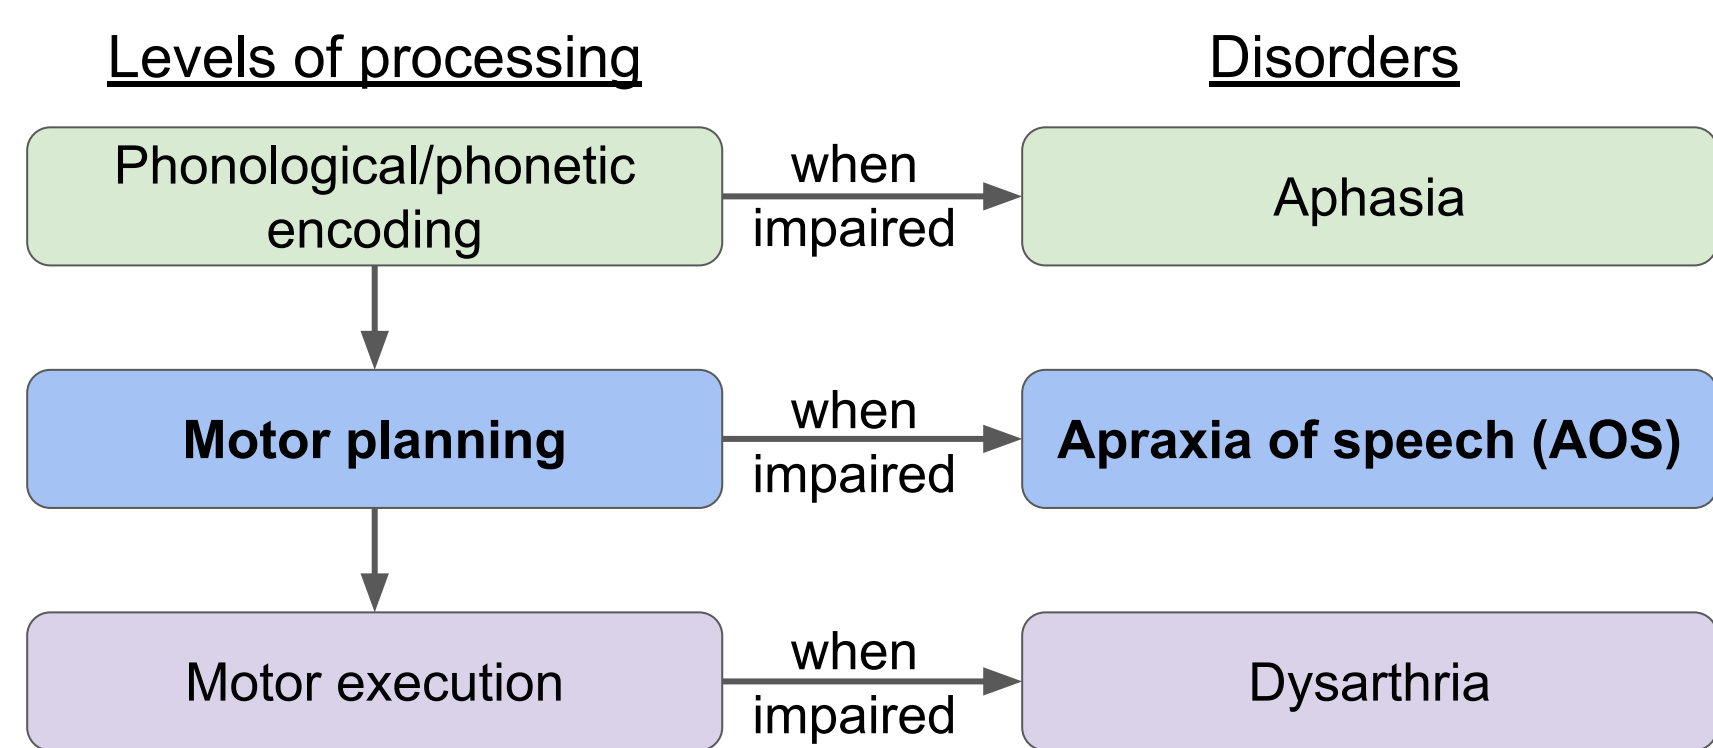 Levels of processing
Disorders
Phonological/phonetic
encoding
when
impaired
Aphasia
Motor planning
when
impaired
Apraxia of speech (AOS)
Motor execution
when
impaired
Dysarthria